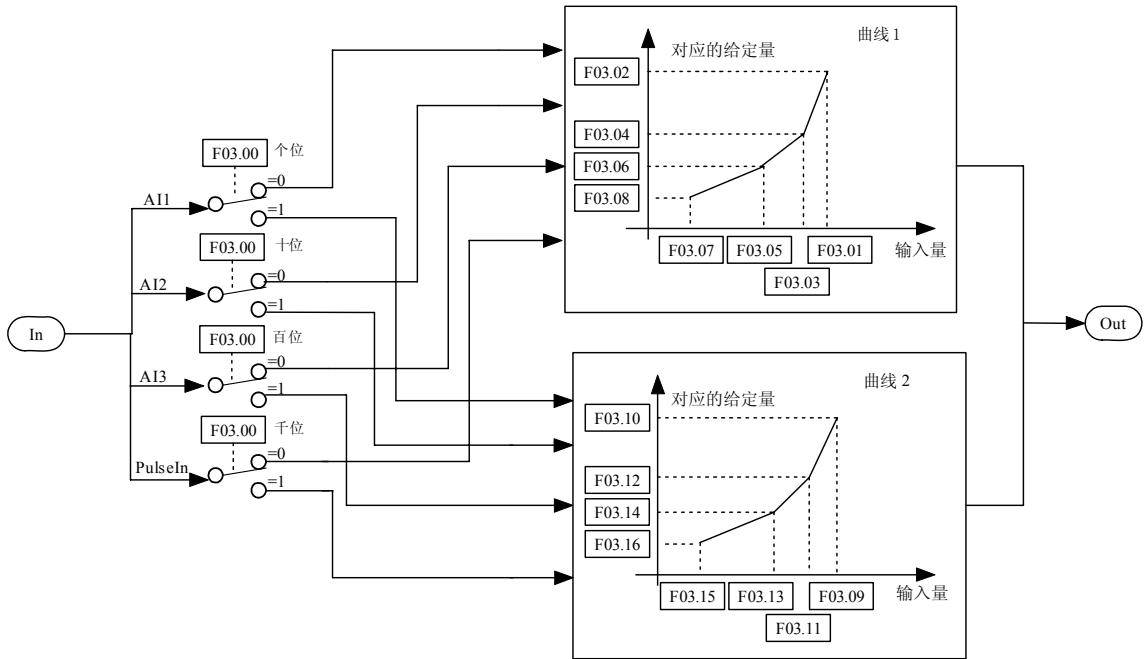 曲线 1
对应的给定量
F03.02
F03.04
F03.06
F03.08
F03.07
F03.05
F03.01
输入量
F03.03
F03.00 个位
=0
AI1
=1
F03.00 十位
=0
AI2
=1
F03.00 百位
=0
AI3
=1
F03.00 千位
=0
PulseIn
=1
In
Out
曲线 2
对应的给定量
F03.10
F03.12
F03.14
F03.16
F03.15
F03.13
F03.09
输入量
F03.11